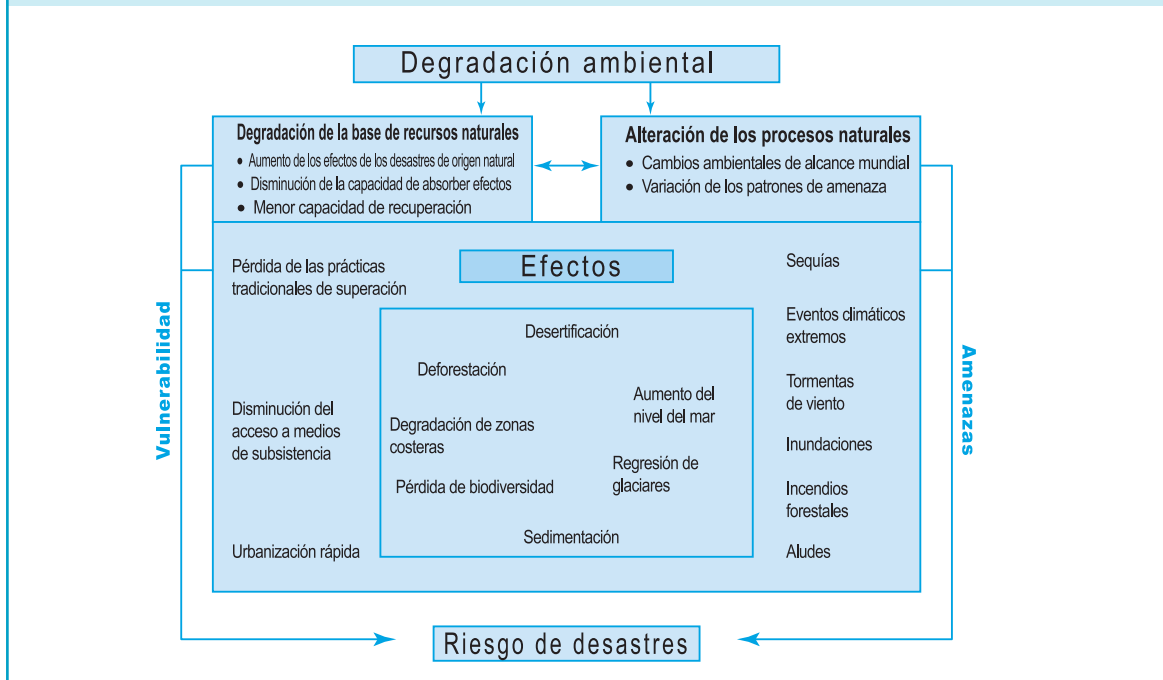 Degradación ambiental
Degradación de la base de recursos naturales
• Aumento de los efectos de los desastres de origen natural
• Disminución de la capacidad de absorber efectos
• Menor capacidad de recuperación
Alteración de los procesos naturales
• Cambios ambientales de alcance mundial
• Variación de los patrones de amenaza
Efectos
Pérdida de las prácticas
tradicionales de superación
Disminución del
acceso a medios
de subsistencia
Urbanización rápida
Desertificación
Deforestación
Aumento del
nivel del mar
Degradación de zonas
costeras
Regresión de
glaciares
Pérdida de biodiversidad
Sedimentación
Sequías
Eventos climáticos
extremos
Tormentas
de viento
Inundaciones
Incendios
forestales
Aludes
Vulnerabilidad
Amenazas
Riesgo de desastres